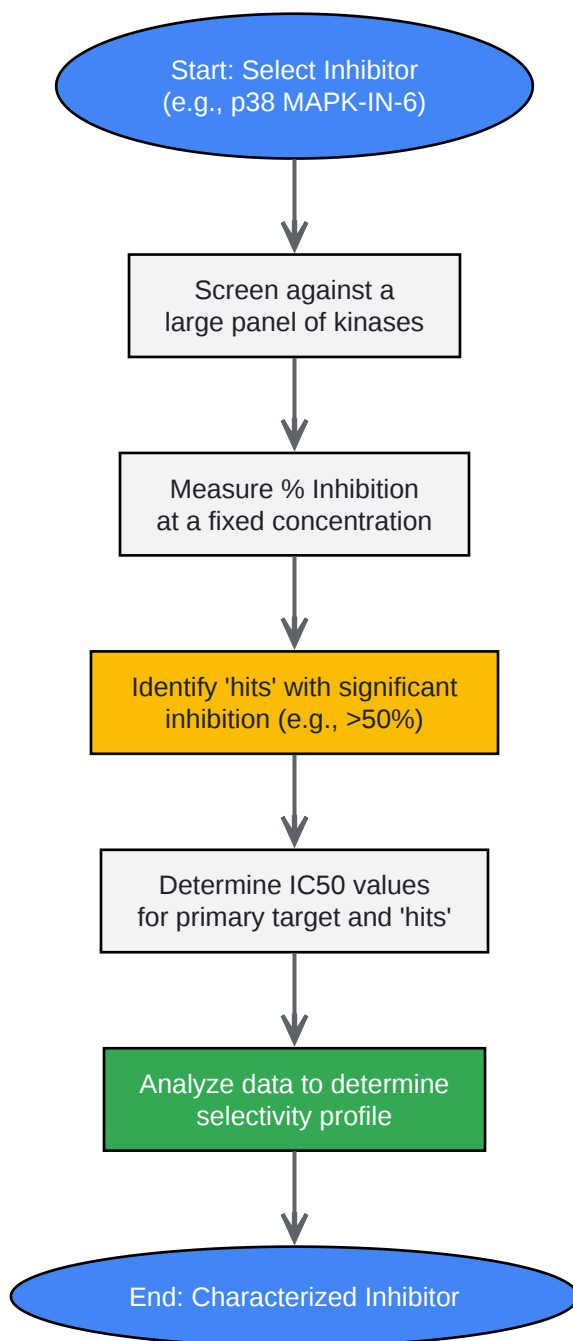 Start: Select Inhibitor
(e.g., p38 MAPK-IN-6)
Screen against a
large panel of kinases
Measure % Inhibition
at a fixed concentration
Identify 'hits' with significant
inhibition (e.g., >50%)
Determine IC50 values
for primary target and 'hits'
Analyze data to determine
selectivity profile
End: Characterized Inhibitor